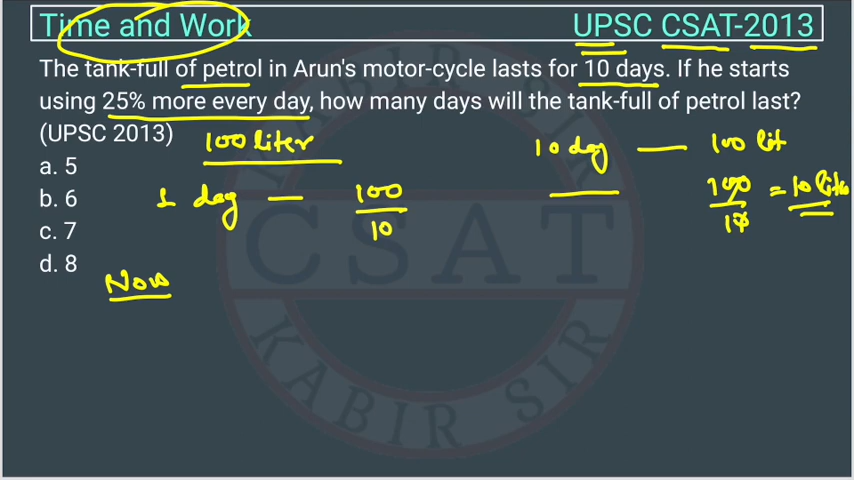 Time and Work UPSC CSAT-2013
The tank-full of petrol in Arun's motor-cycle lasts for 10 days. If he starts
using 25% more every day, how many days will the tank-full of petrol last?
(UPSC 2013)
100 liter
10 day — 100 lit
a. 5
b. 6
1 day — 100/10
100/10 = 10 liter
c. 7
d. 8
Now
CSAT
KABIR SIR